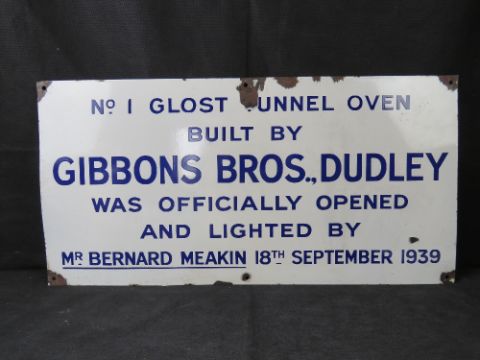 No 1 GLOST TUNNEL OVEN
BUILT BY
GIBBONS BROS., DUDLEY
WAS OFFICIALLY OPENED
AND LIGHTED BY
MR BERNARD MEAKIN 18TH SEPTEMBER 1939